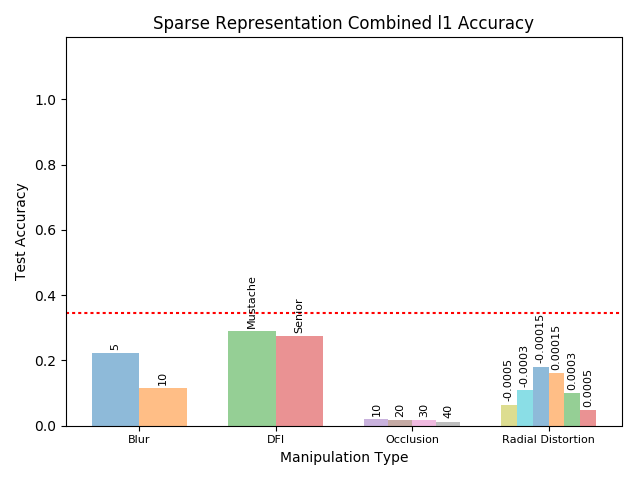 Sparse Representation Combined l1 Accuracy
Test Accuracy
1.0
0.8
0.6
0.4
0.2
0.0
5
10
Mustache
Senior
10
20
30
40
-0.0005
-0.0003
-0.00015
0.00015
0.0003
0.0005
Blur
DFI
Occlusion
Radial Distortion
Manipulation Type